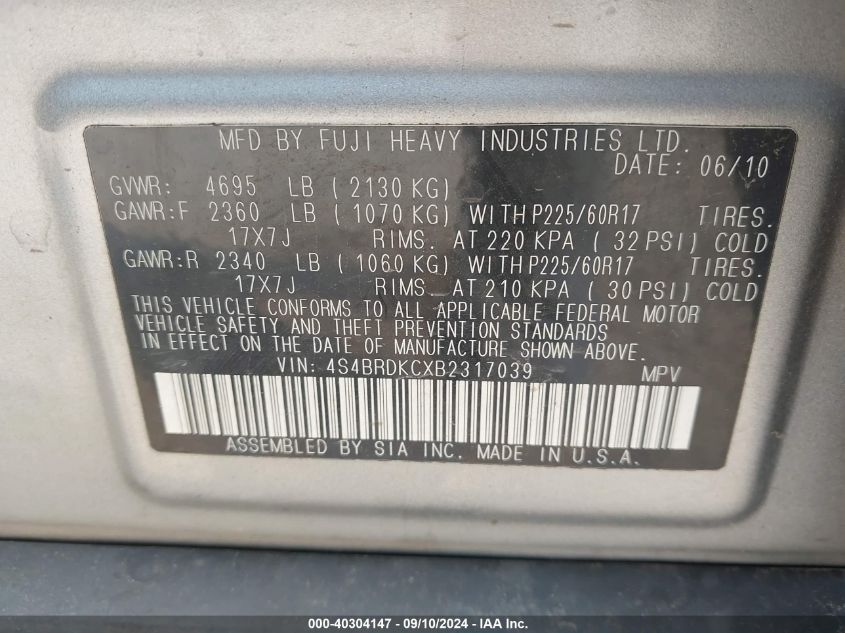 MFD BY FUJI HEAVY INDUSTRIES LTD.
DATE: 06/10
GVWR: 4695 LB (2130 KG)
GAWR:F 2360 LB (1070 KG) WITH P225/60R17 TIRES.
17X7J RIMS. AT 220 KPA (32 PSI) COLD
GAWR:R 2340 LB (1060 KG) WITH P225/60R17 TIRES.
17X7J RIMS. AT 210 KPA (30 PSI) COLD
THIS VEHICLE CONFORMS TO ALL APPLICABLE FEDERAL MOTOR
VEHICLE SAFETY AND THEFT PREVENTION STANDARDS
IN EFFECT ON THE DATE OF MANUFACTURE SHOWN ABOVE.
VIN: 4S4BRDKCXB2317039 MPV
ASSEMBLED BY SIA INC. MADE IN U.S.A.
000-40304147 - 09/10/2024 - IAA Inc.